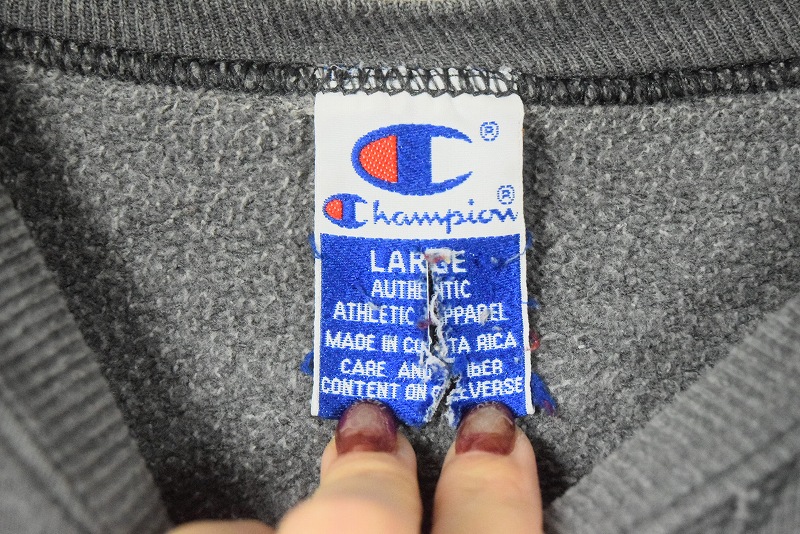 ®
Champion®
LARGE
AUTHENTIC
ATHLETIC APPAREL
MADE IN COSTA RICA
CARE AND FIBER
CONTENT ON REVERSE